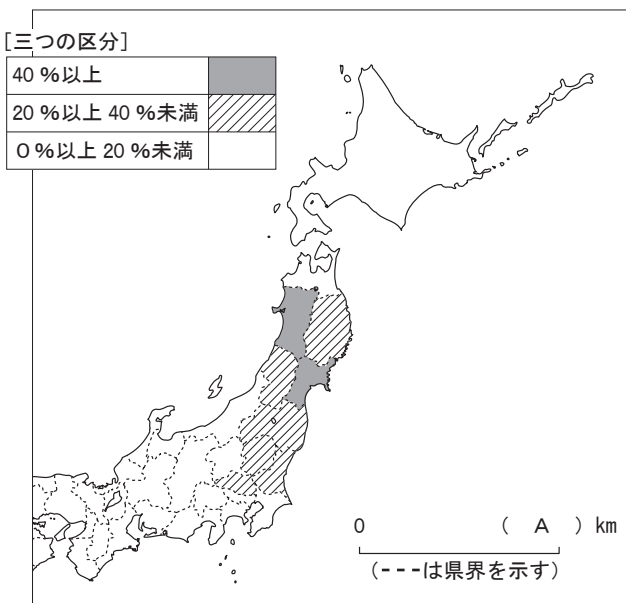 [三つの区分]
40 %以上
20 %以上 40 %未満
0 %以上 20 %未満
0 ( A ) km
(---は県界を示す)